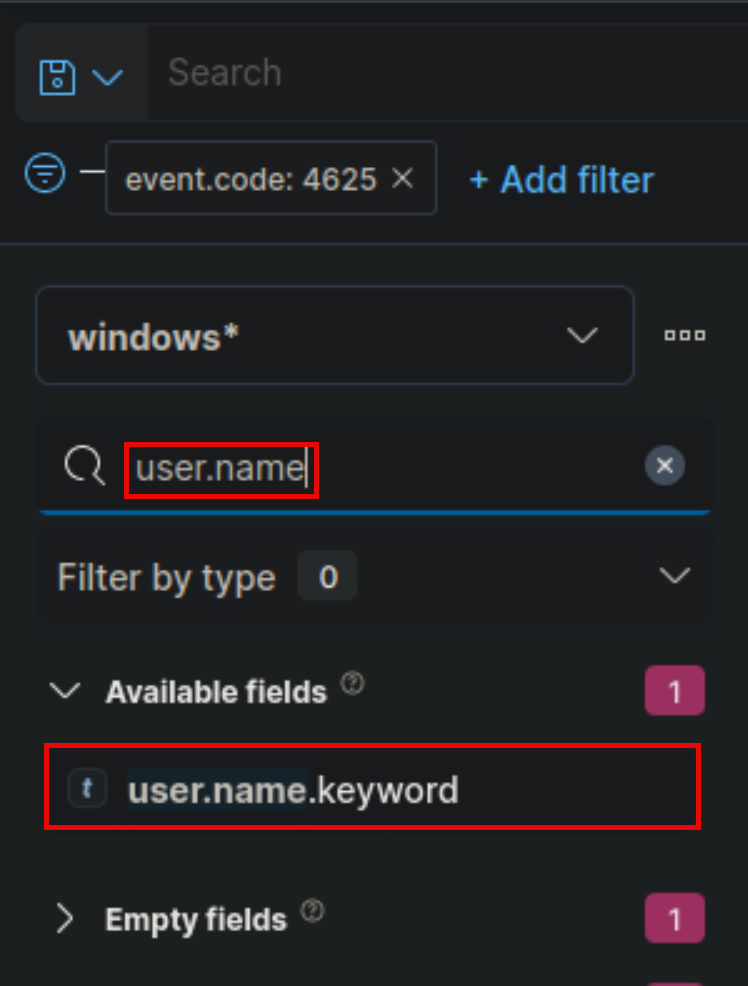 Search
event.code: 4625 ×
+ Add filter
windows*
user.name
Filter by type 0
Available fields ? 1
t user.name.keyword
Empty fields ? 1